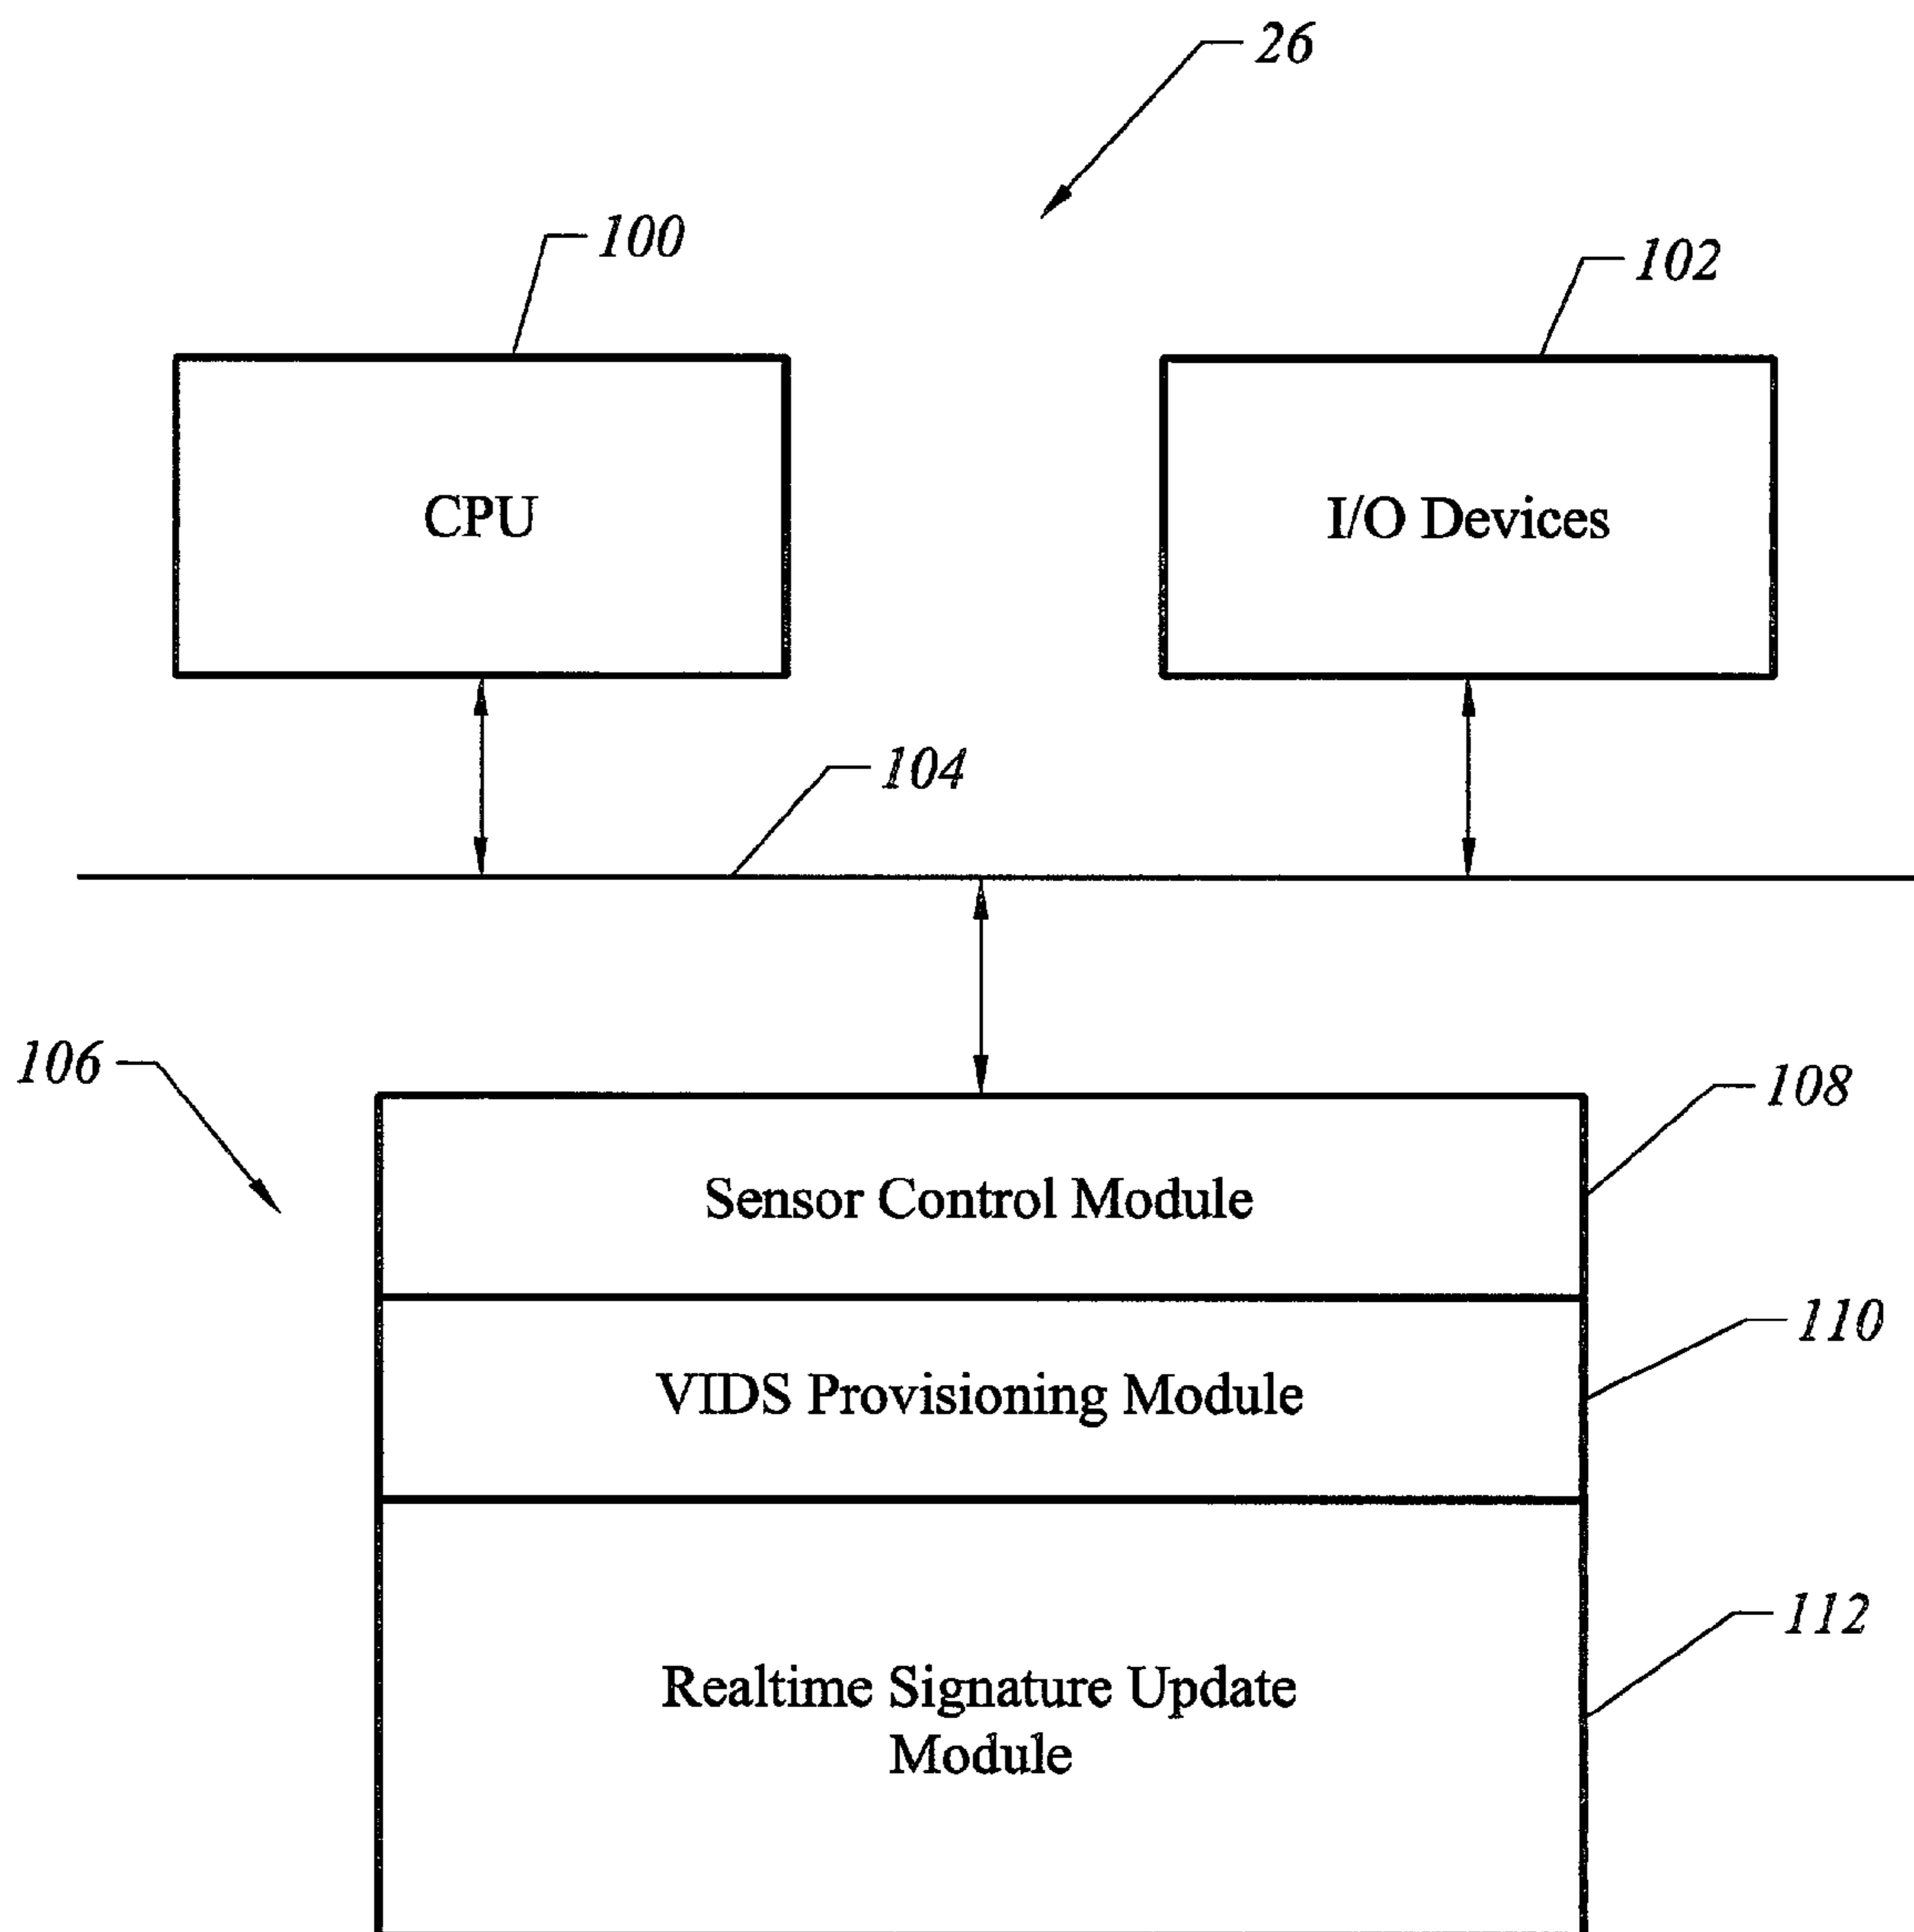 26
100
102
CPU
I/O Devices
104
106
108
Sensor Control Module
110
VIDS Provisioning Module
112
Realtime Signature Update
Module